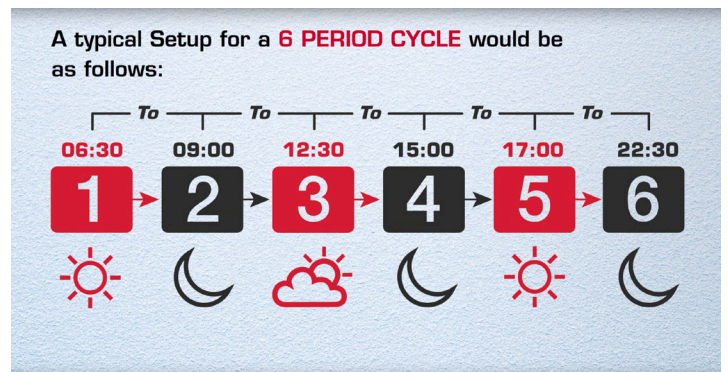 A typical Setup for a 6 PERIOD CYCLE would be
as follows:
To To To To To
06:30 09:00 12:30 15:00 17:00 22:30
1 2 3 4 5 6